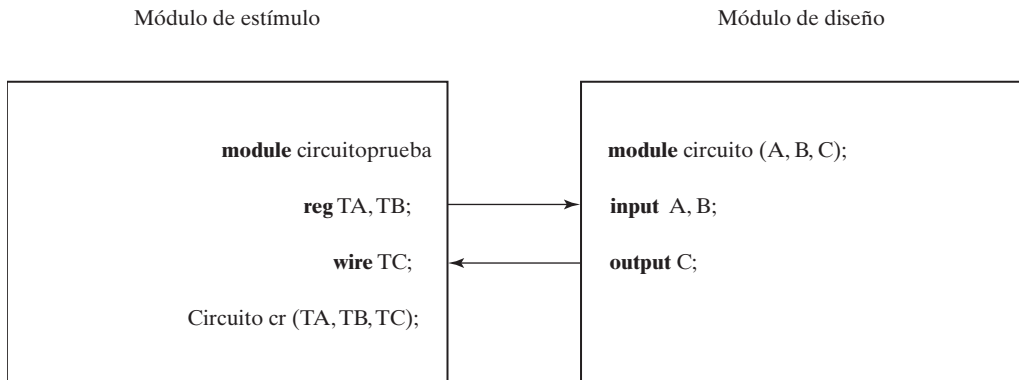 Módulo de estímulo
Módulo de diseño
module circuitoprueba
reg TA, TB;
wire TC;
Circuito cr (TA, TB, TC);
module circuito (A, B, C);
input A, B;
output C;